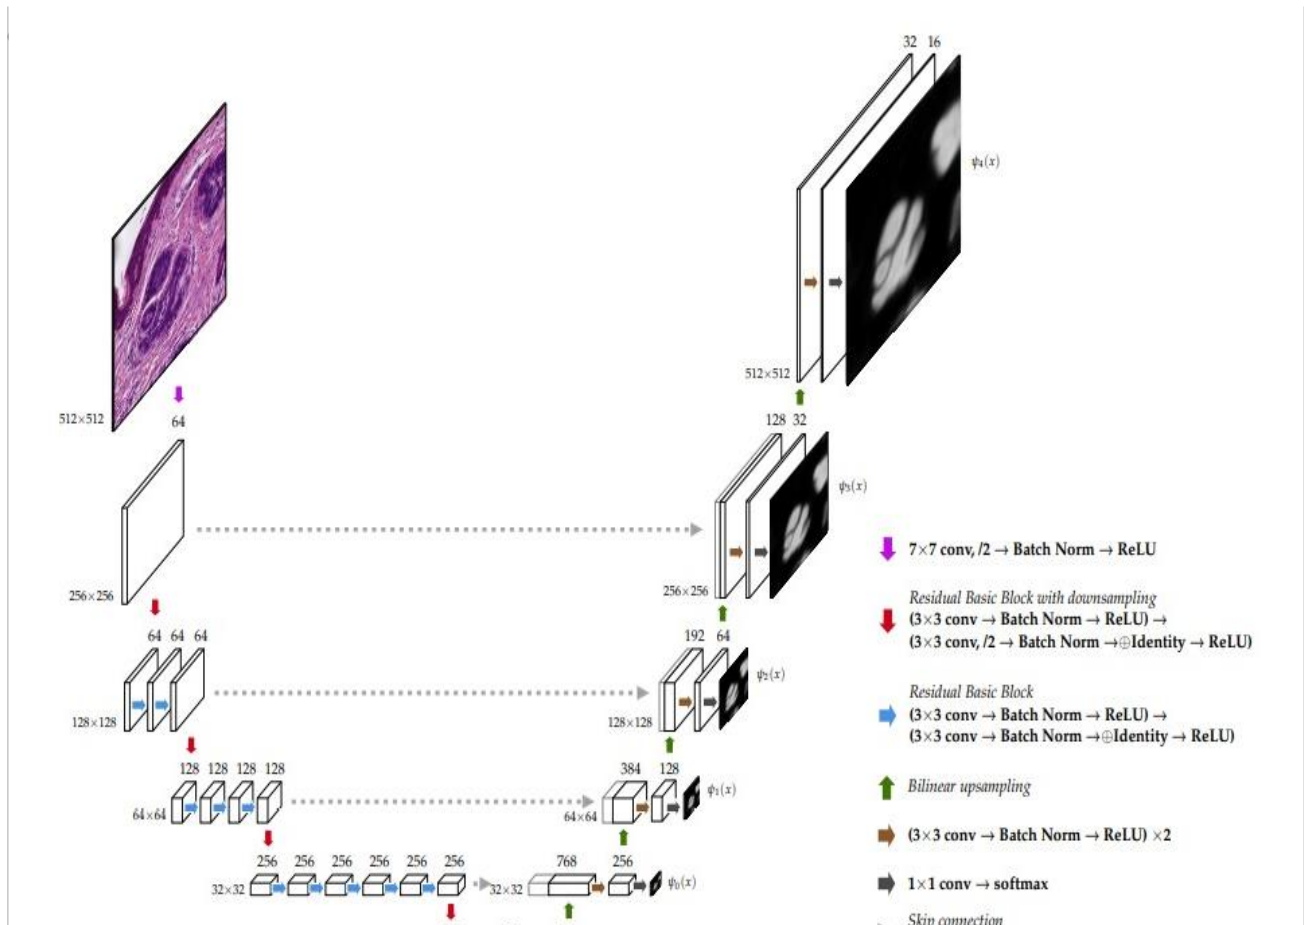 32 16
ψ₄(x)
512×512
512×512
64
128 32
ψ₃(x)
256×256
256×256
7×7 conv, /2 → Batch Norm → ReLU
Residual Basic Block with downsampling
(3×3 conv → Batch Norm → ReLU) →
(3×3 conv, /2 → Batch Norm →⊕Identity → ReLU)
64 64 64
192 64
ψ₂(x)
128×128
128×128
Residual Basic Block
(3×3 conv → Batch Norm → ReLU) →
(3×3 conv → Batch Norm →⊕Identity → ReLU)
128 128 128 128
384 128
ψ₁(x)
64×64
64×64
Bilinear upsampling
(3×3 conv → Batch Norm → ReLU) ×2
256 256 256 256 256 256
768 256
ψ₀(x)
32×32
32×32
1×1 conv → softmax
Skip connection